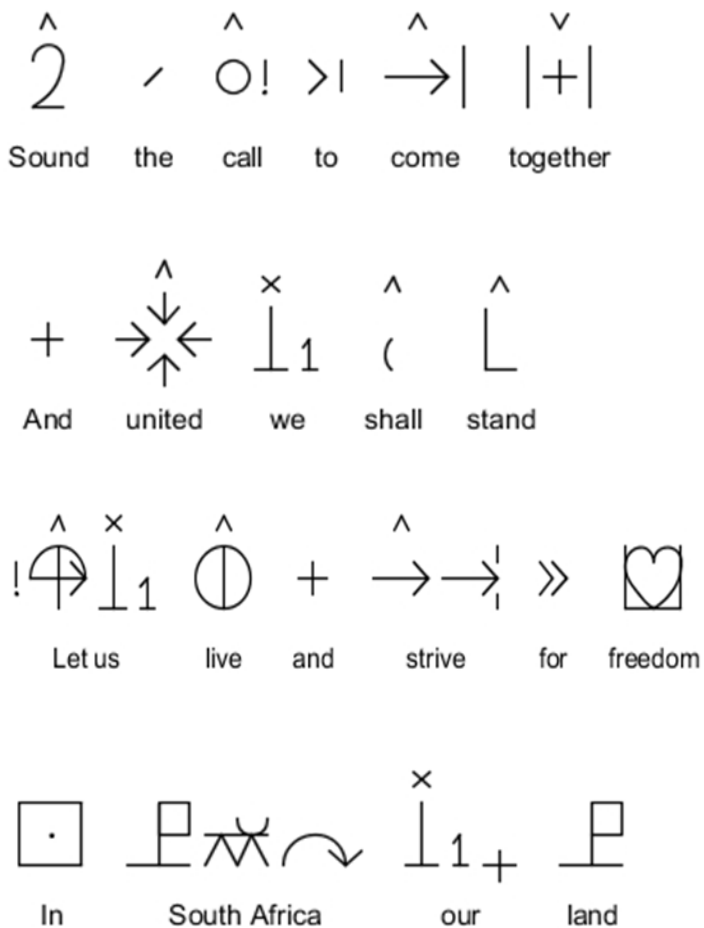 Sound the call to come together
And united we shall stand
Let us live and strive for freedom
In South Africa our land